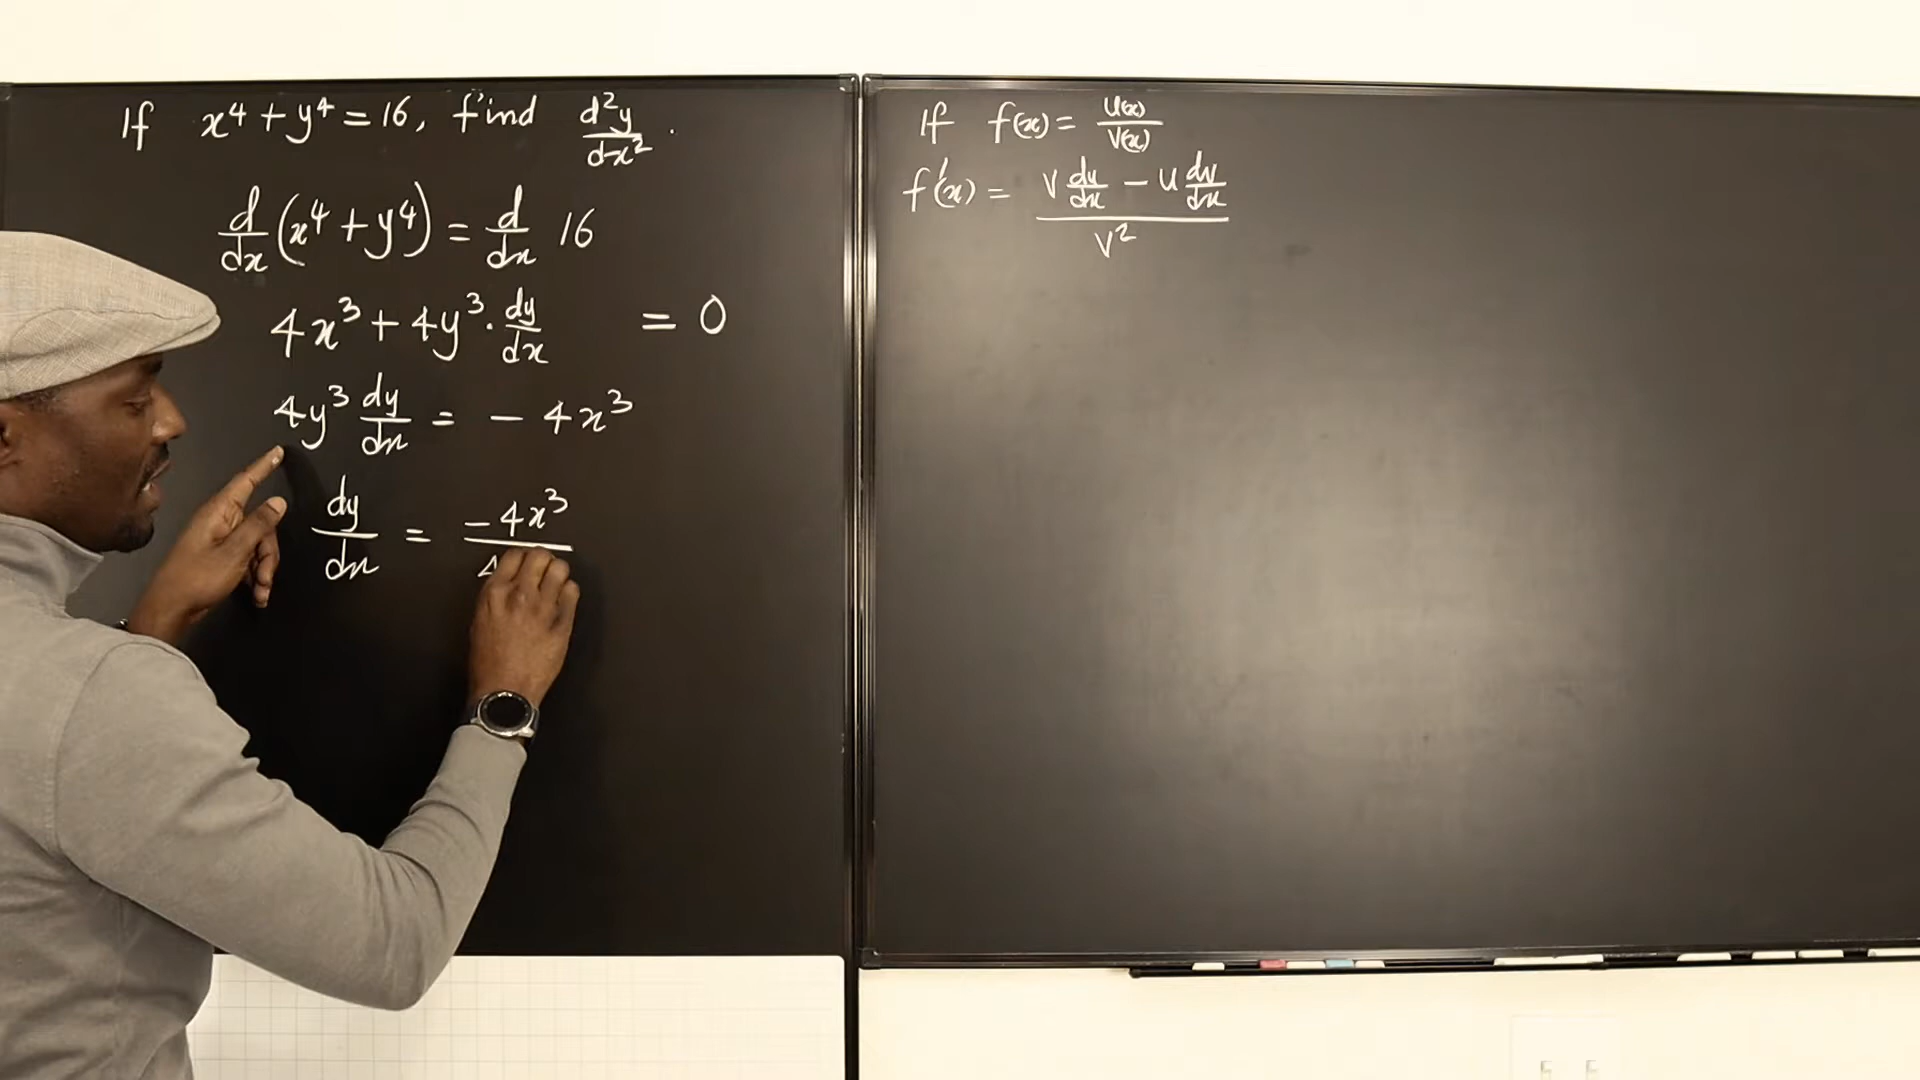 If x⁴ + y⁴ = 16, find d²y/dx².
d/dx (x⁴ + y⁴) = d/dx 16
4x³ + 4y³ · dy/dx = 0
4y³ dy/dx = - 4x³
dy/dx = -4x³/4
If f(x) = u(x)/v(x)
f'(x) = (v du/dx - u dv/dx)/v²